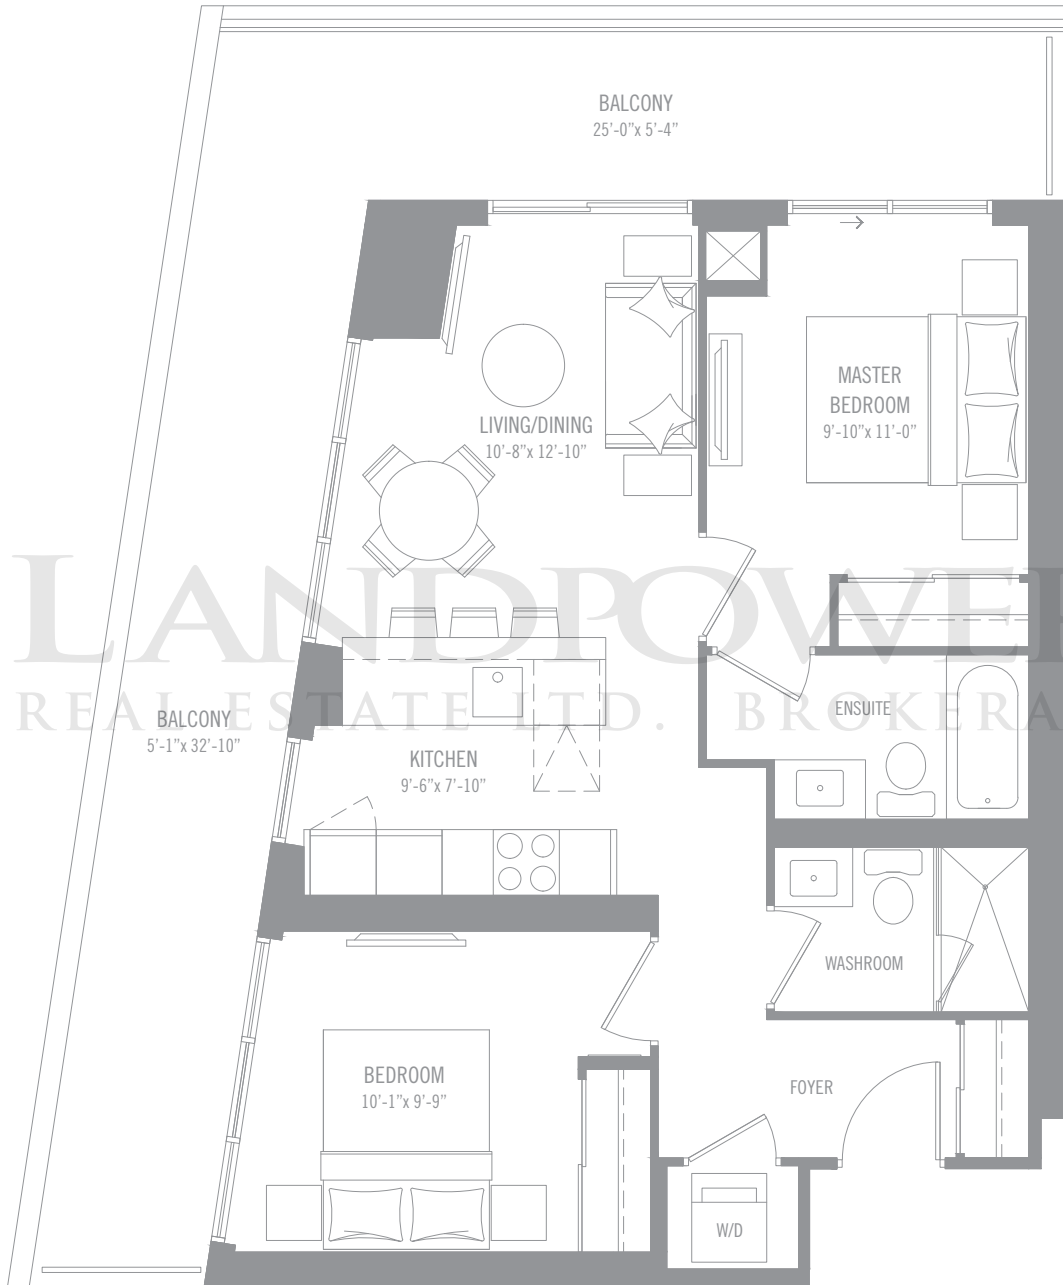 BALCONY
25'-0"x 5'-4"
MASTER
BEDROOM
9'-10"x 11'-0"
LIVING/DINING
10'-8"x 12'-10"
LANDPOWE
REAL ESTATE LTD. BROKERA
ENSUITE
BALCONY
5'-1"x 32'-10"
KITCHEN
9'-6"x 7'-10"
WASHROOM
BEDROOM
10'-1"x 9'-9"
FOYER
W/D